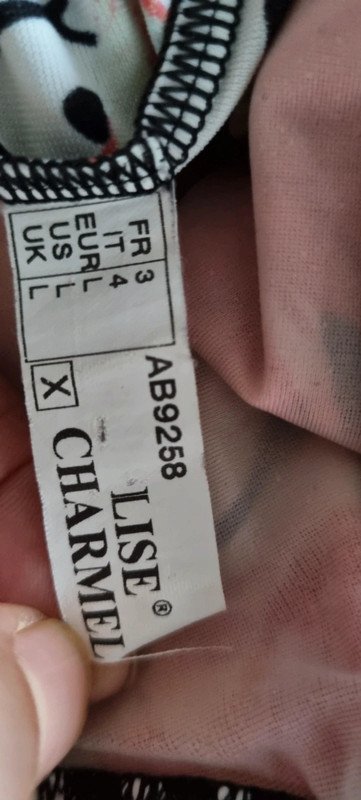 FR 3
IT 4
EUR L
US L
UK L
X
AB9258
LISE ®
CHARMEL